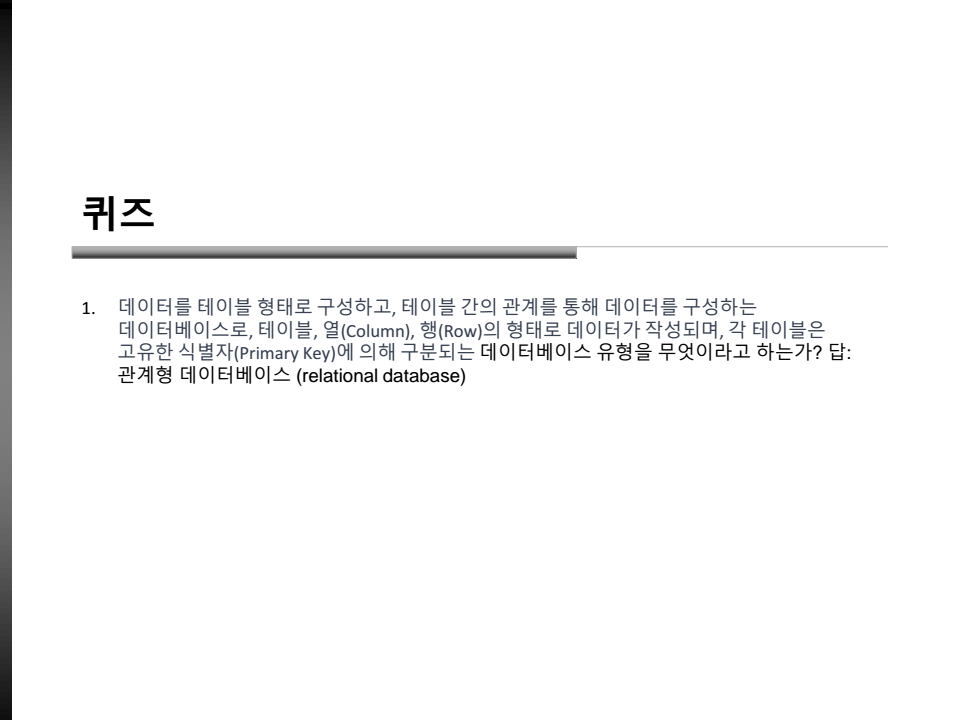 퀴즈
1. 데이터를 테이블 형태로 구성하고, 테이블 간의 관계를 통해 데이터를 구성하는
데이터베이스로, 테이블, 열(Column), 행(Row)의 형태로 데이터가 작성되며, 각 테이블은
고유한 식별자(Primary Key)에 의해 구분되는 데이터베이스 유형을 무엇이라고 하는가? 답:
관계형 데이터베이스 (relational database)